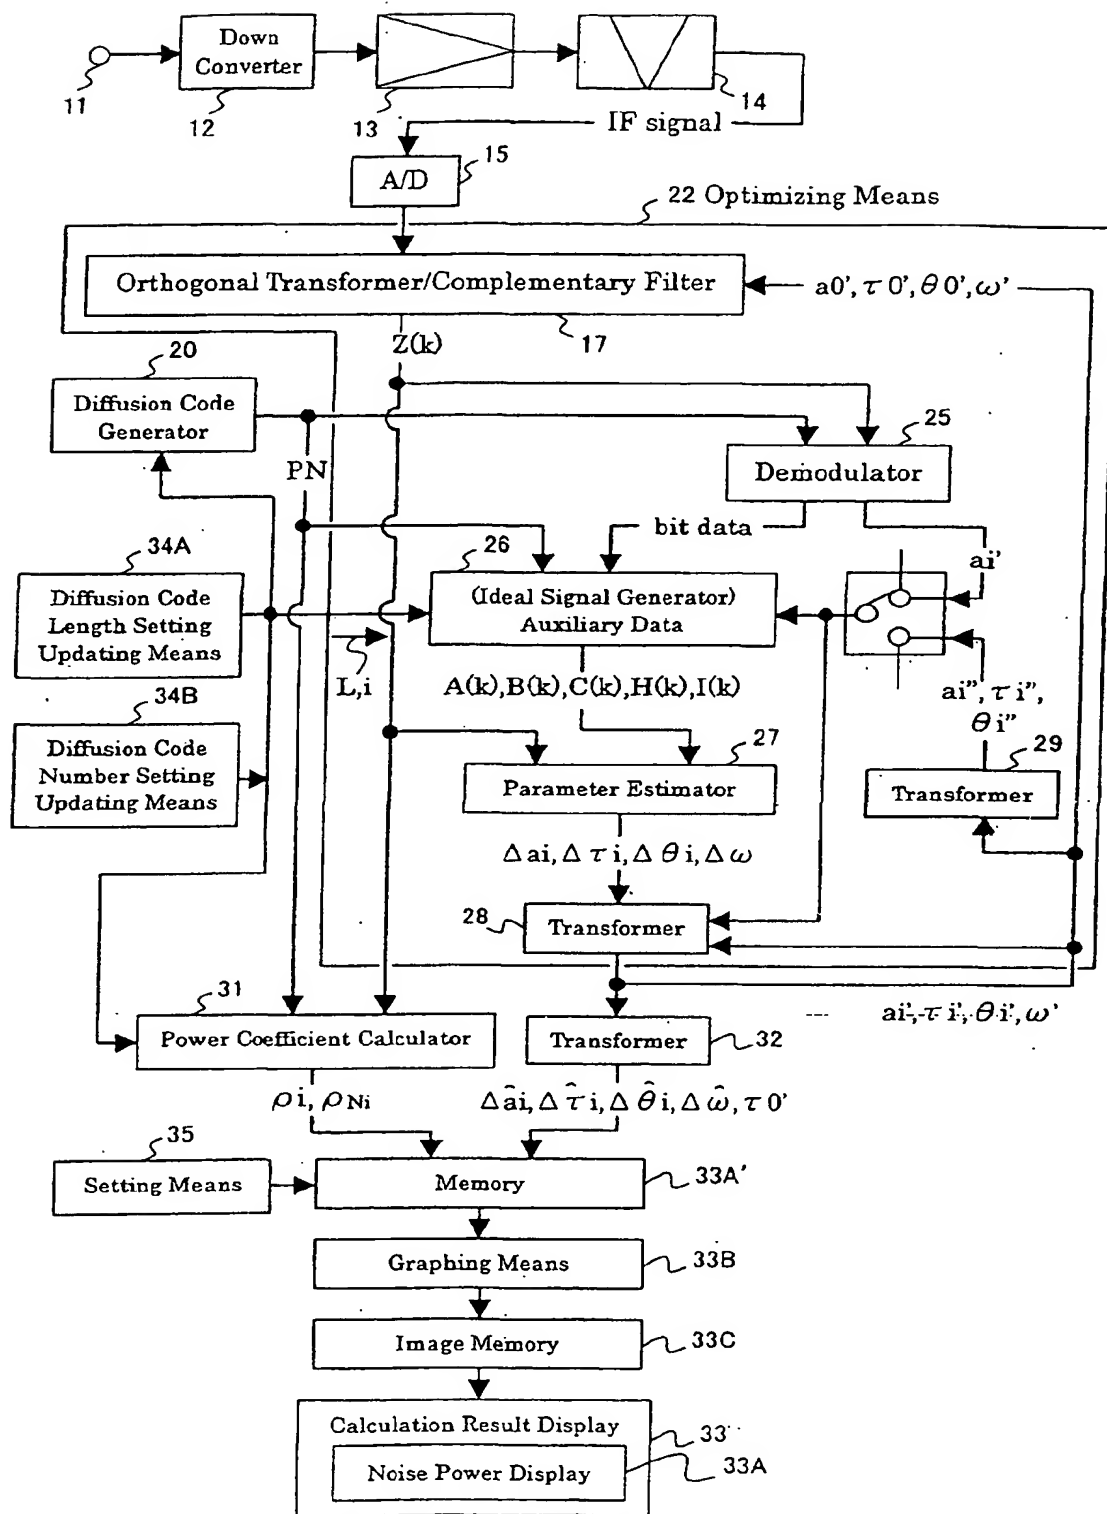 Down
Converter
11
12
13
14
IF signal
15
A/D
22 Optimizing Means
Orthogonal Transformer/Complementary Filter
a0', τ0', θ0', ω'
17
Z(k)
20
Diffusion Code
Generator
25
Demodulator
PN
bit data
ai'
34A
26
Diffusion Code
Length Setting
Updating Means
(Ideal Signal Generator)
Auxiliary Data
L,i
A(k),B(k),C(k),H(k),I(k)
ai'', τi'',
θi''
34B
Diffusion Code
Number Setting
Updating Means
27
29
Parameter Estimator
Transformer
Δai, Δτi, Δθi, Δω
28
Transformer
31
ai', τi', θi', ω'
Power Coefficient Calculator
Transformer
32
ρi, ρNi
Δâi, Δτ̂i, Δθ̂i, Δω̂, τ0'
35
Setting Means
Memory
33A'
Graphing Means
33B
Image Memory
33C
Calculation Result Display
33
Noise Power Display
33A